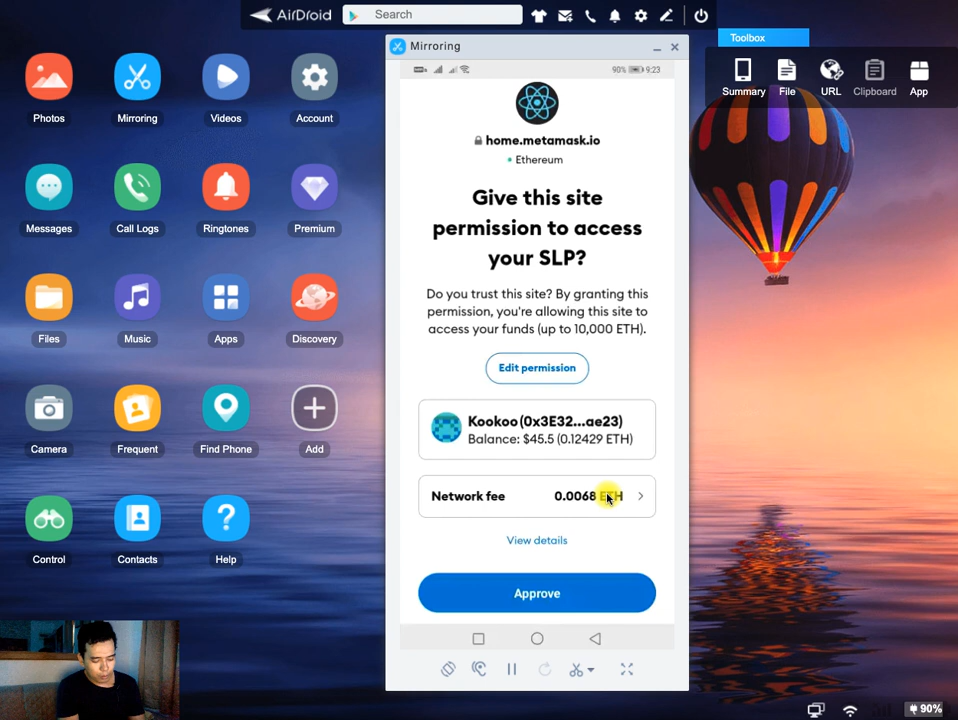 AirDroid
Search
Photos
Mirroring
Videos
Account
Messages
Call Logs
Ringtones
Premium
Files
Music
Apps
Discovery
Camera
Frequent
Find Phone
Add
Control
Contacts
Help
Mirroring
90% 9:23
home.metamask.io
Ethereum
Give this site
permission to access
your SLP?
Do you trust this site? By granting this
permission, you're allowing this site to
access your funds (up to 10,000 ETH).
Edit permission
Kookoo (0x3E32...ae23)
Balance: $45.5 (0.12429 ETH)
Network fee 0.0068 ETH
View details
Approve
Toolbox
Summary
File
URL
Clipboard
App
90%